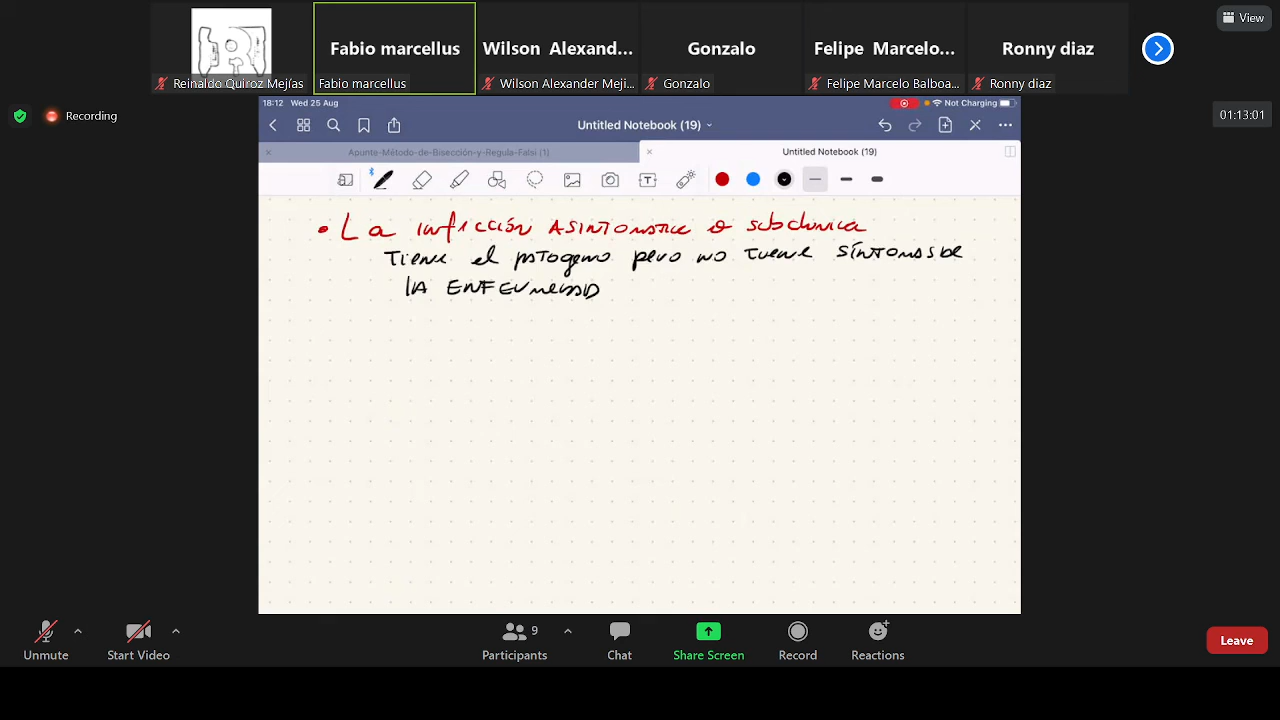 Fabio marcellus
Wilson Alexand...
Gonzalo
Felipe Marcelo...
Ronny diaz
View
Reinaldo Quiroz Mejías
Fabio marcellus
Wilson Alexander Meji...
Gonzalo
Felipe Marcelo Balboa...
Ronny diaz
18:12 Wed 25 Aug
Not Charging
Recording
01:13:01
Untitled Notebook (19)
Apunte-Método-de-Bisección-y-Regula-Falsi (1)
Untitled Notebook (19)
• La infección ASINTOMATICA o subclinica
Tiene el patogeno pero no tiene síntomas de
LA ENFERMEDAD
Unmute
Start Video
9
Participants
Chat
Share Screen
Record
Reactions
Leave